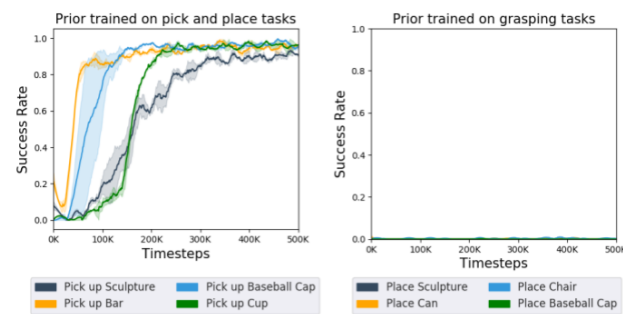 Prior trained on pick and place tasks
1.0
0.8
0.6
0.4
0.2
0.0
Success Rate
0K 100K 200K 300K 400K 500K
Timesteps
Pick up Sculpture Pick up Baseball Cap
Pick up Bar Pick up Cup
Prior trained on grasping tasks
1.0
0.8
0.6
0.4
0.2
0.0
Success Rate
0K 100K 200K 300K 400K 500K
Timesteps
Place Sculpture Place Chair
Place Can Place Baseball Cap